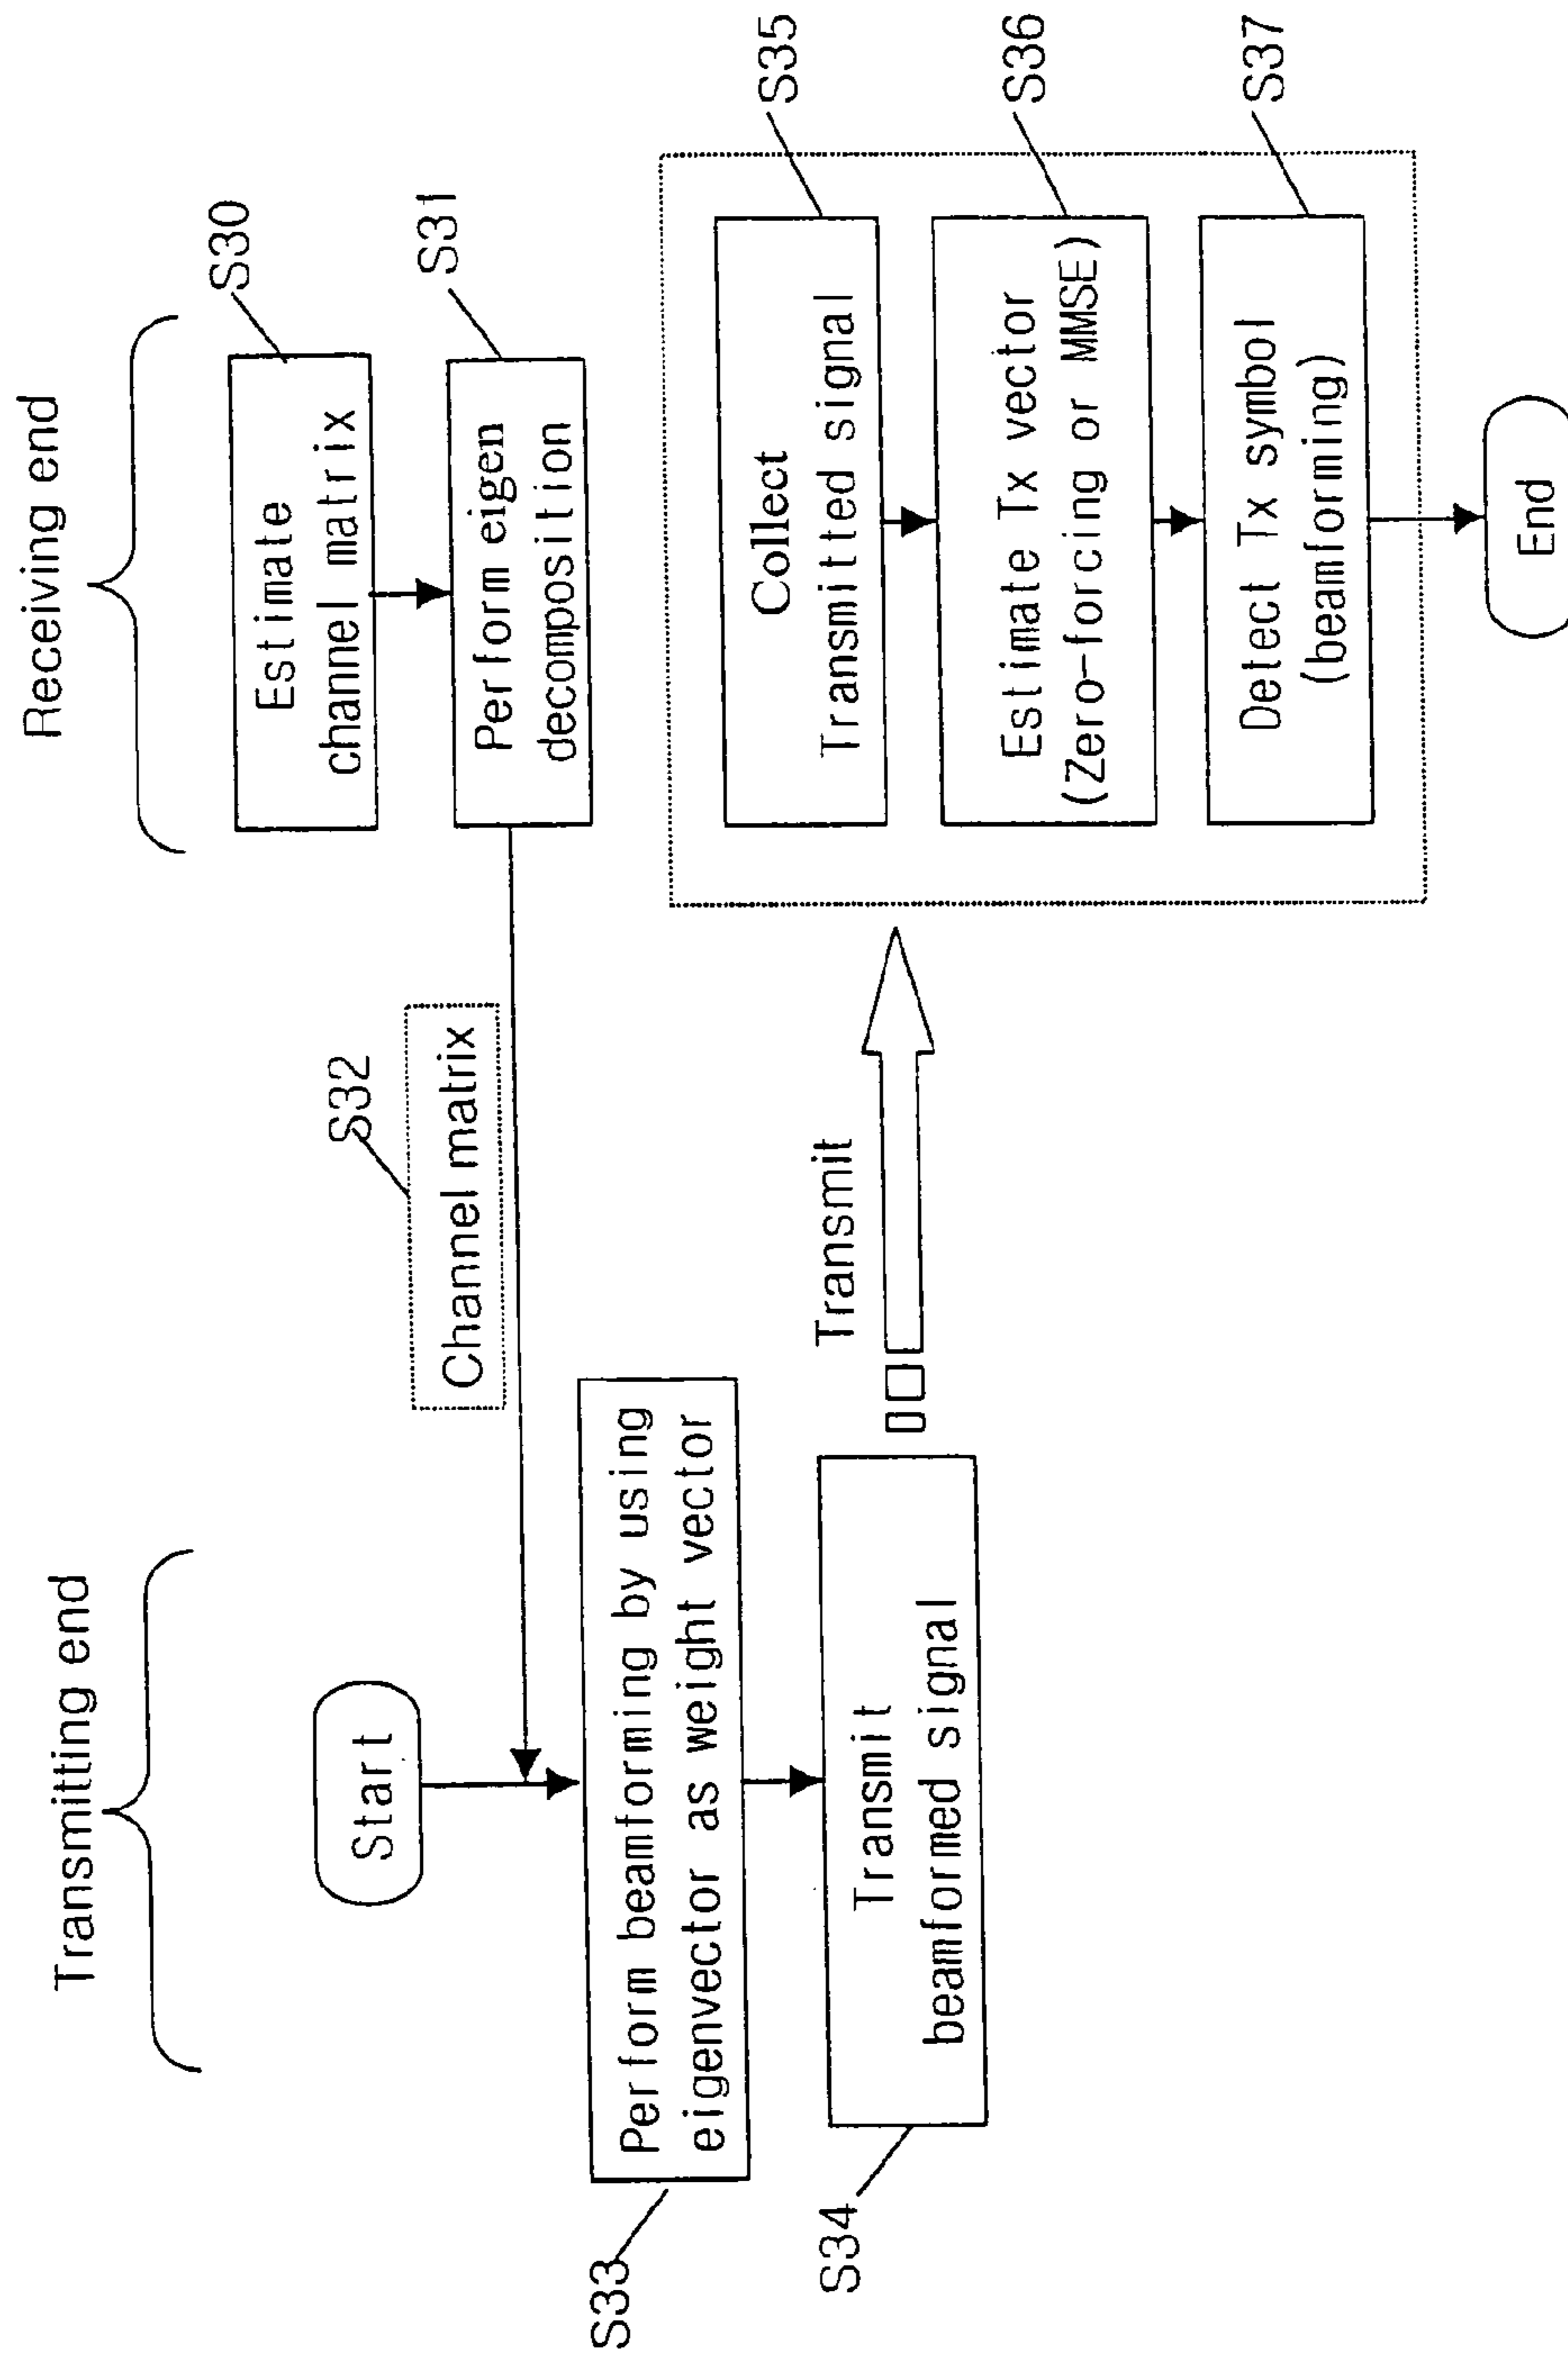 Transmitting end
Receiving end
Start
S30
Estimate
channel matrix
S31
Perform eigen
decomposition
S32
Channel matrix
S33
Perform beamforming by using
eigenvector as weight vector
S34
Transmit
beamformed signal
Transmit
S35
Collect
Transmitted signal
S36
Estimate Tx vector
(Zero-forcing or MMSE)
S37
Detect Tx symbol
(beamforming)
End